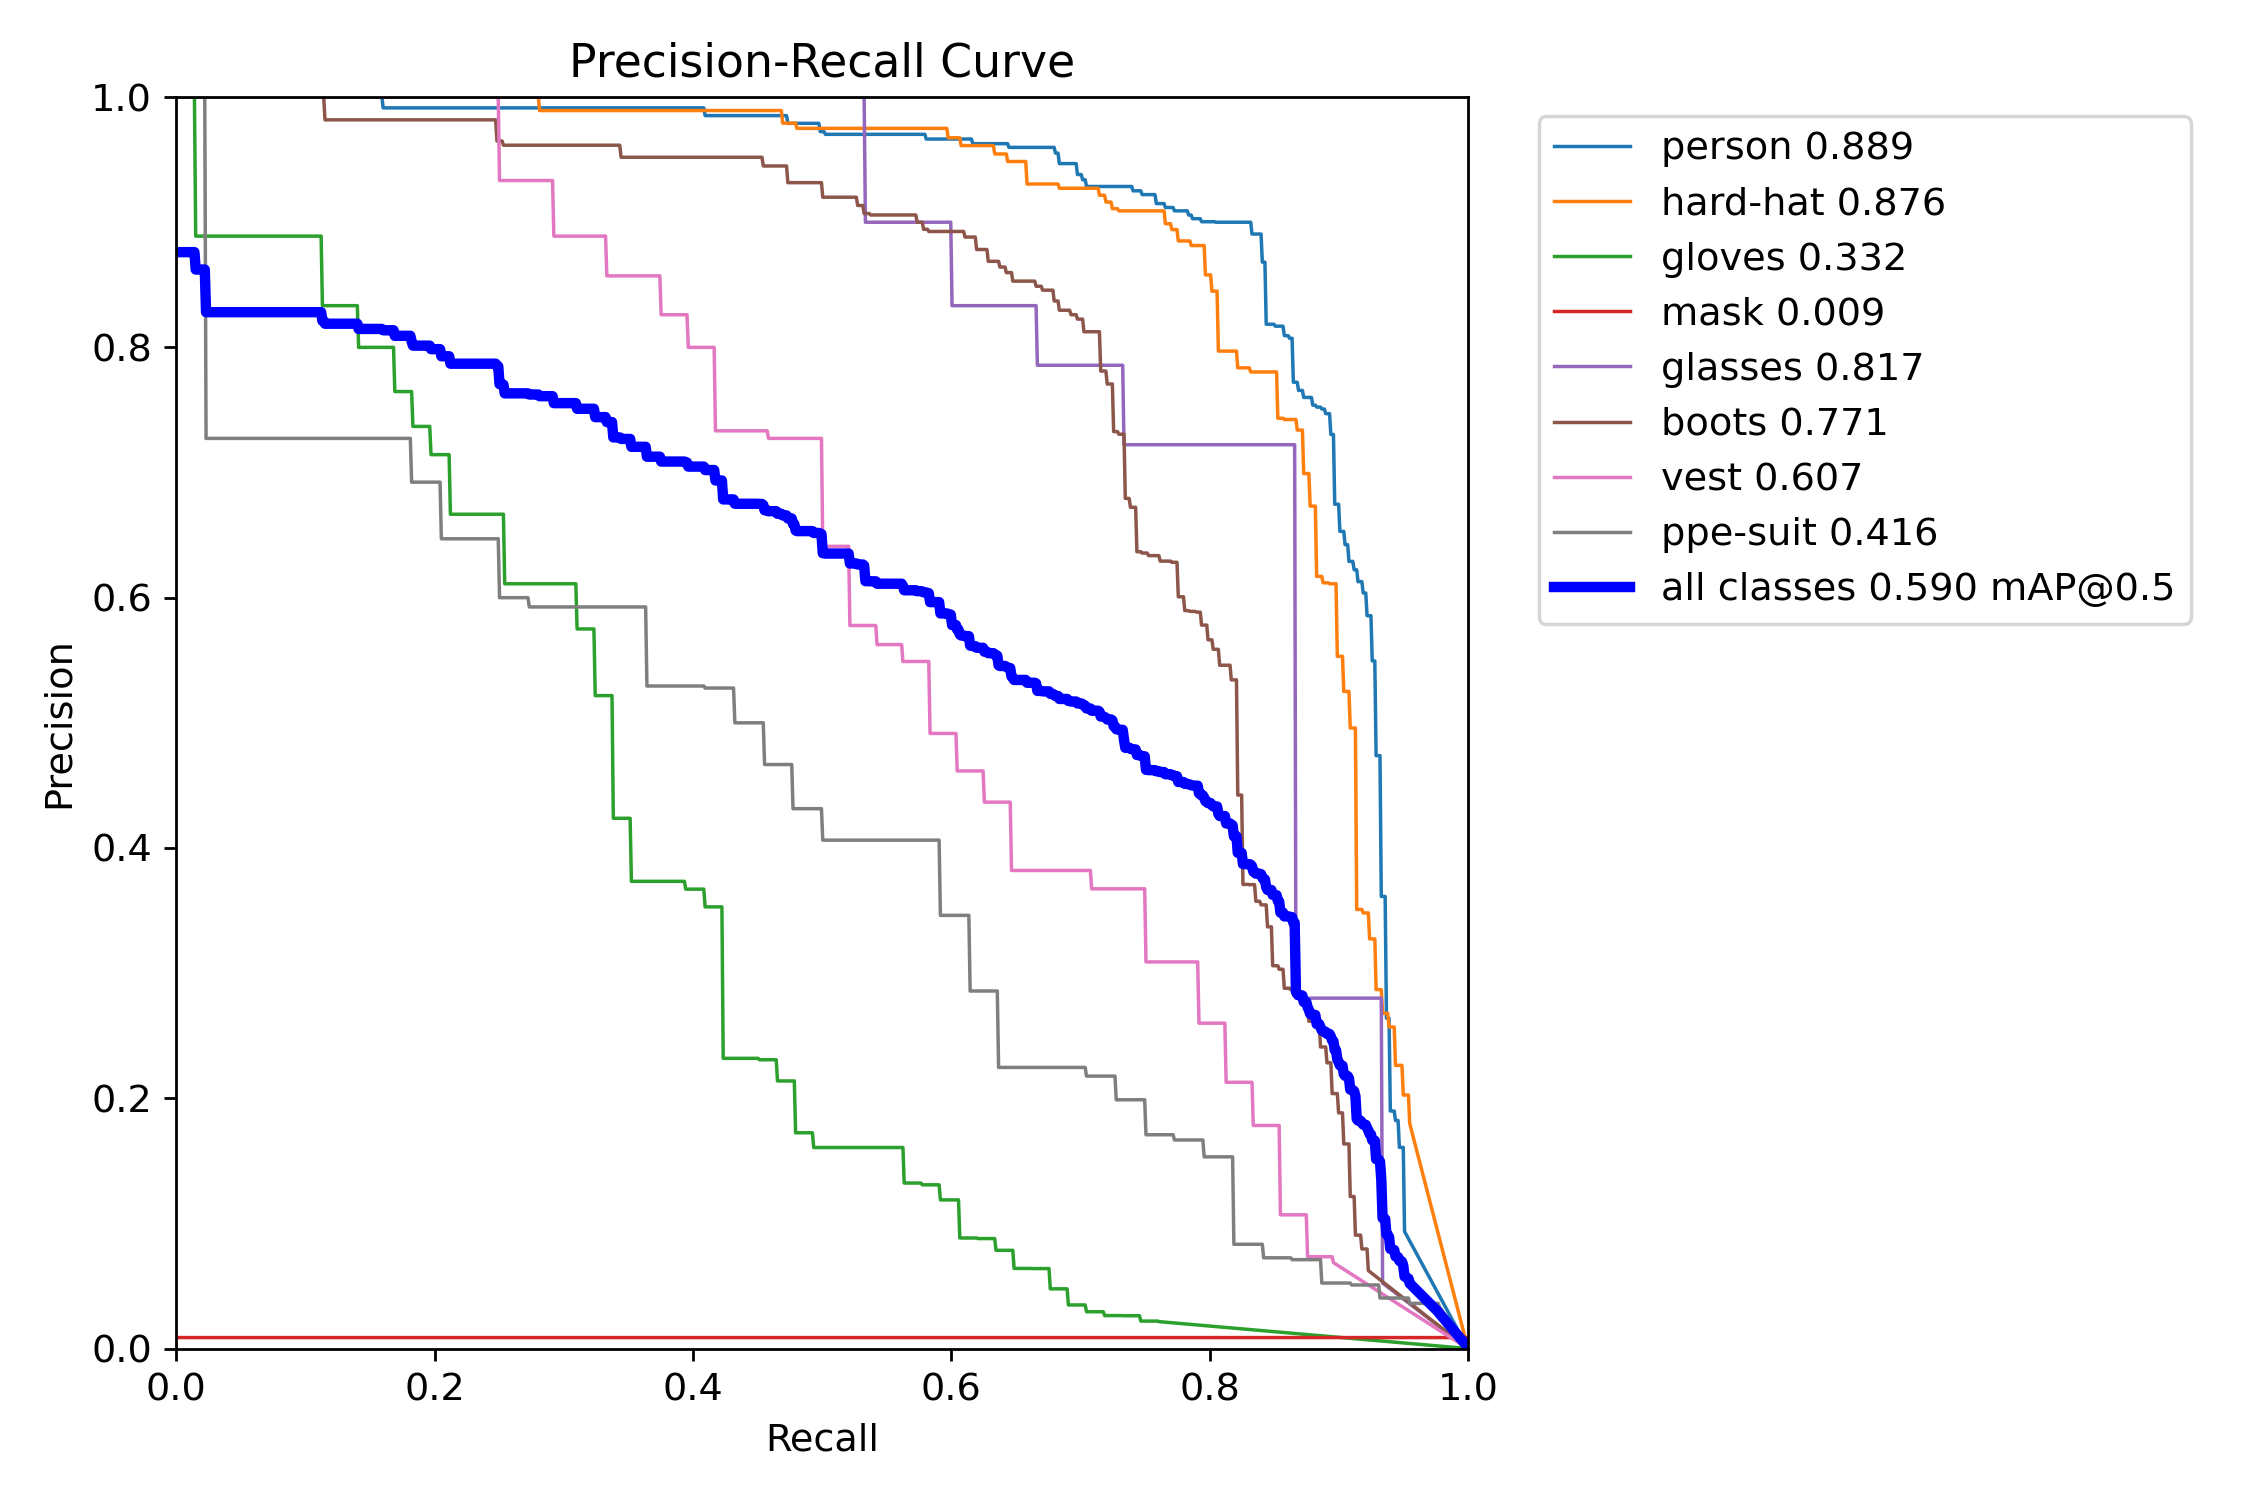 Precision-Recall Curve
1.0
0.8
0.6
0.4
0.2
0.0
Precision
0.0 0.2 0.4 0.6 0.8 1.0
Recall
person 0.889
hard-hat 0.876
gloves 0.332
mask 0.009
glasses 0.817
boots 0.771
vest 0.607
ppe-suit 0.416
all classes 0.590 mAP@0.5